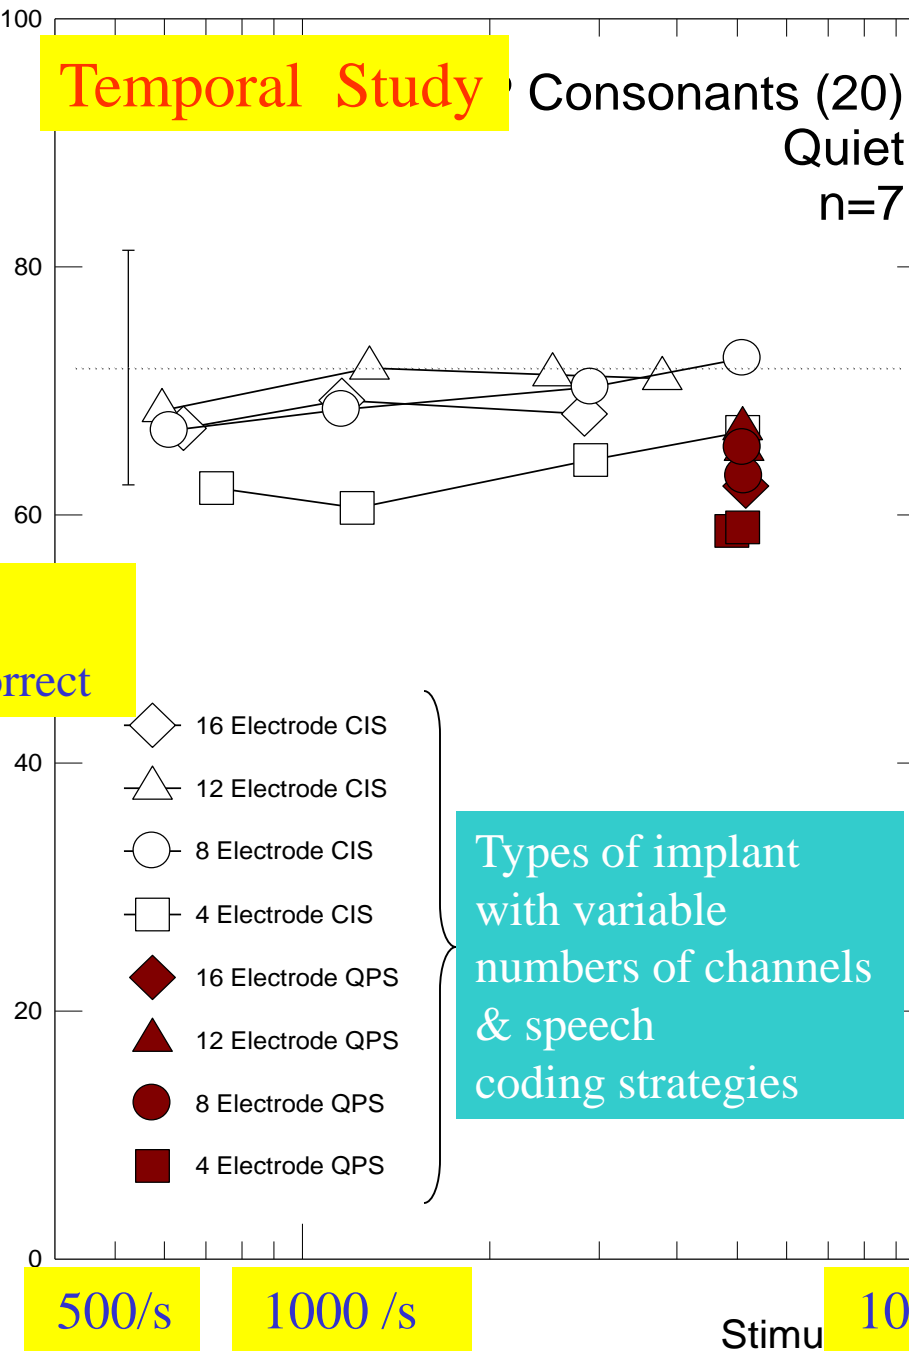 100
Temporal Study
Consonants (20)
Quiet
n=7
80
60
orrect
40
20
0
16 Electrode CIS
12 Electrode CIS
8 Electrode CIS
4 Electrode CIS
16 Electrode QPS
12 Electrode QPS
8 Electrode QPS
4 Electrode QPS
Types of implant
with variable
numbers of channels
& speech
coding strategies
500/s
1000 /s
Stimu
10